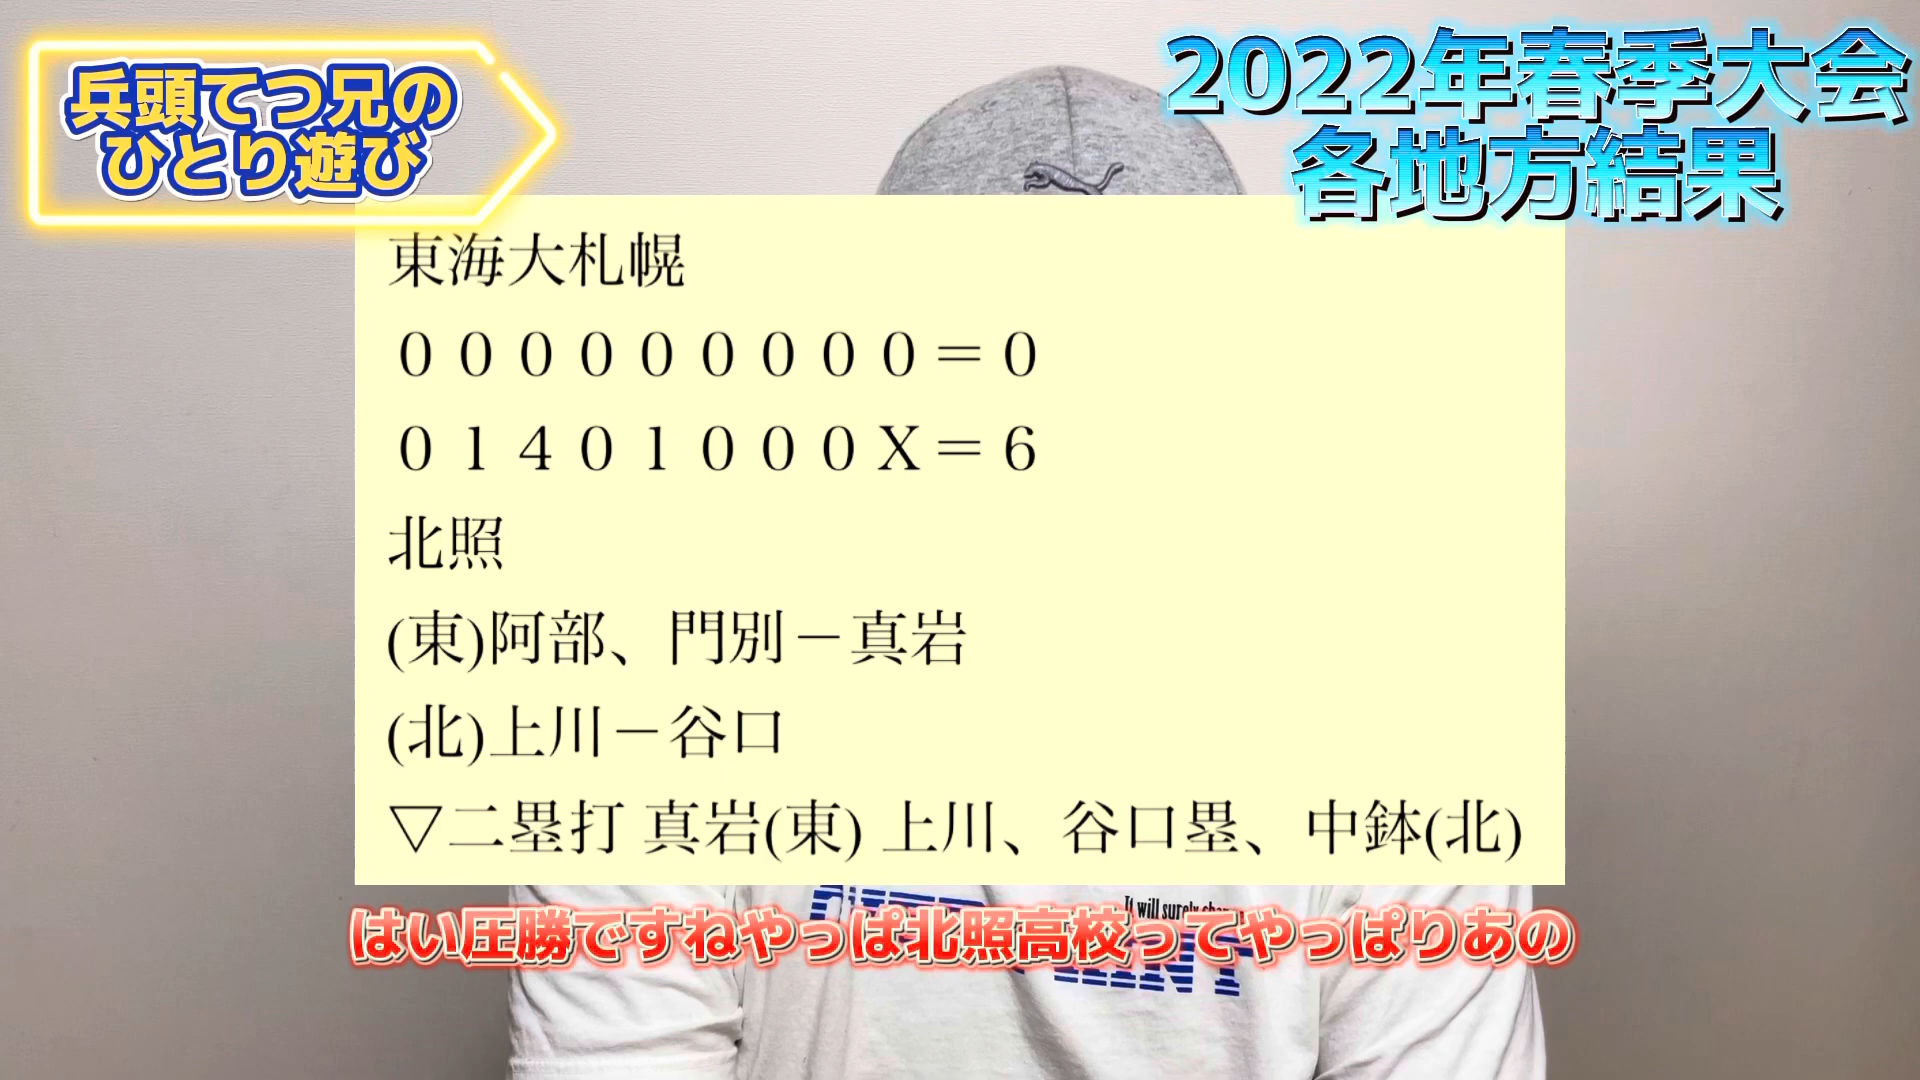 兵頭てつ兄の
ひとり遊び
2022年春季大会
各地方結果
東海大札幌
０００００００００＝０
０１４０１０００Ｘ＝６
北照
(東)阿部、門別－真岩
(北)上川－谷口
▽二塁打 真岩(東) 上川、谷口塁、中鉢(北)
It will surely
はい圧勝ですねやっぱ北照高校ってやっぱりあの